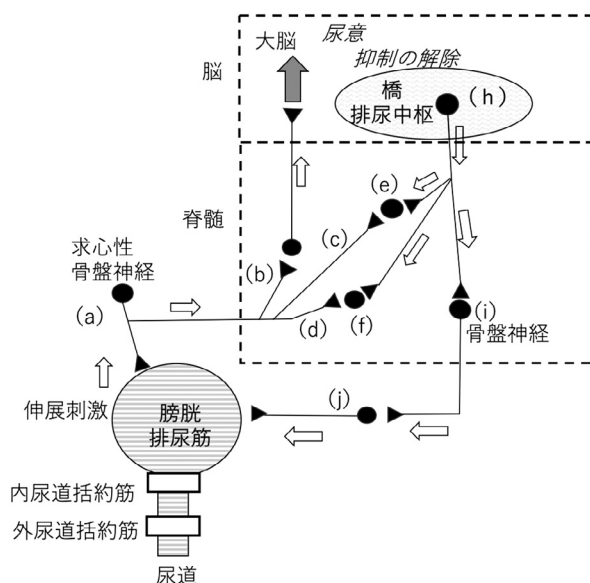 尿意
大脳
抑制の解除
脳
橋
排尿中枢
(h)
(e)
脊髄
(c)
求心性
骨盤神経
(b)
(a)
(d)
(f)
(i)
骨盤神経
伸展刺激
膀胱
排尿筋
(j)
内尿道括約筋
外尿道括約筋
尿道